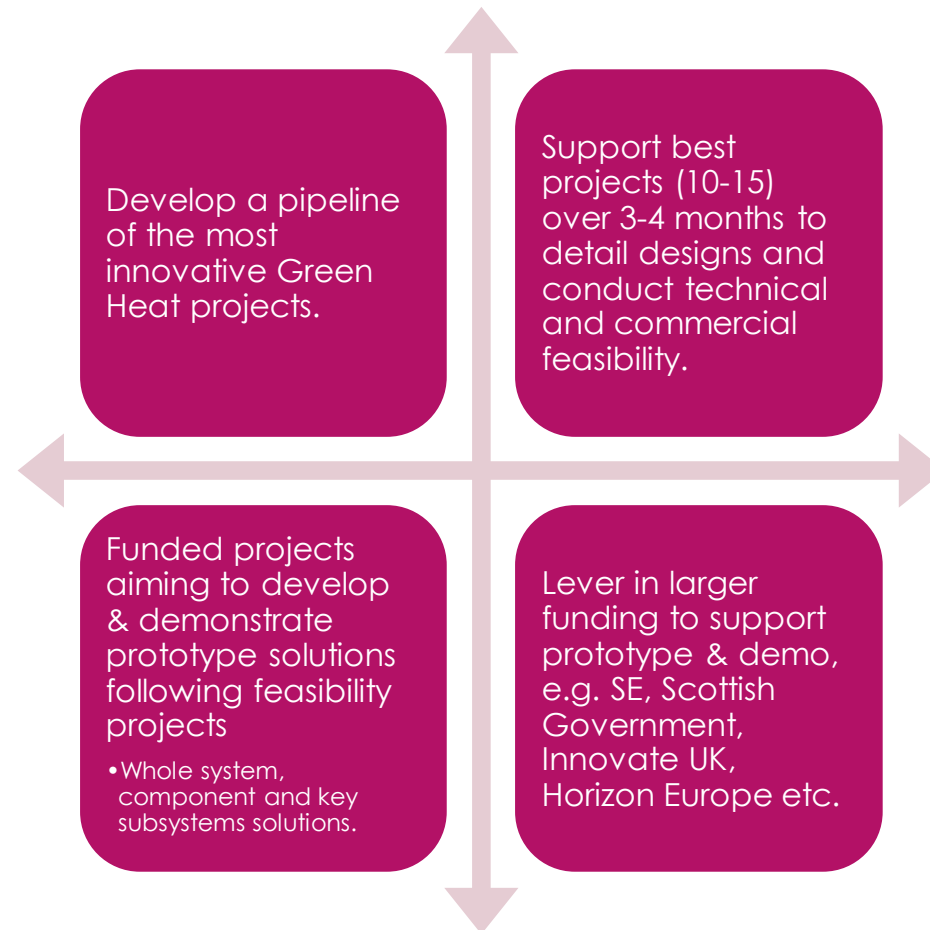 Develop a pipeline
of the most
innovative Green
Heat projects.
Support best
projects (10-15)
over 3-4 months to
detail designs and
conduct technical
and commercial
feasibility.
Funded projects
aiming to develop
& demonstrate
prototype solutions
following feasibility
projects
•Whole system,
component and key
subsystems solutions.
Lever in larger
funding to support
prototype & demo,
e.g. SE, Scottish
Government,
Innovate UK,
Horizon Europe etc.